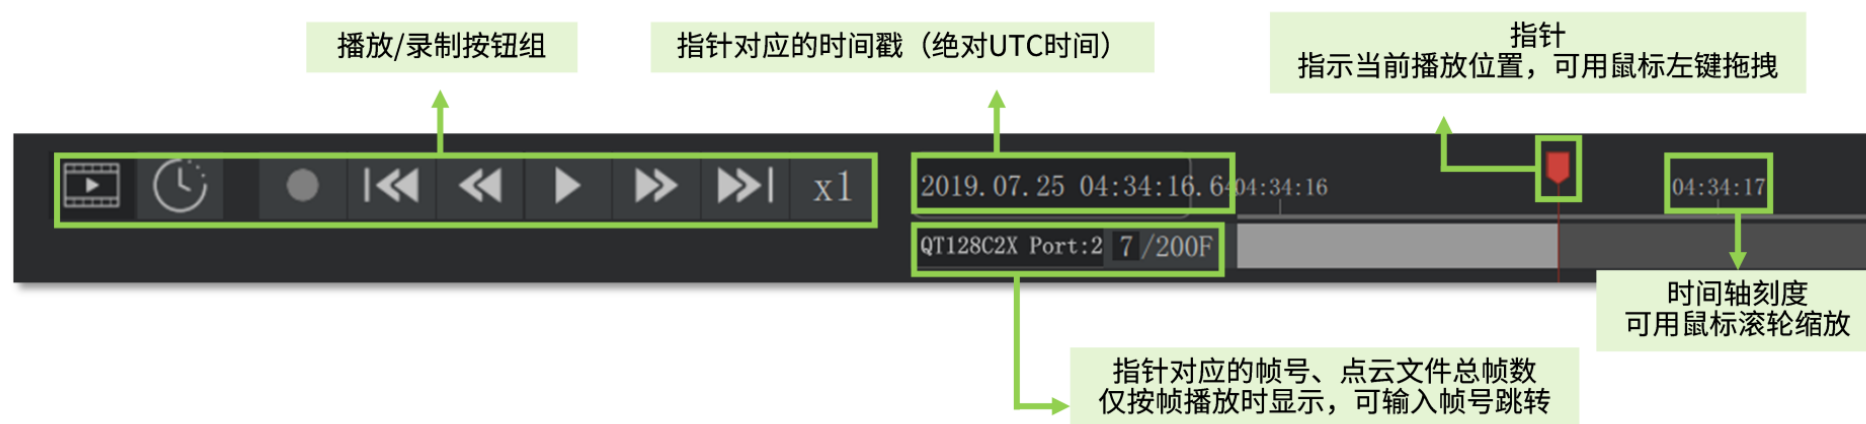 播放/录制按钮组
指针对应的时间戳（绝对UTC时间）
指针
指示当前播放位置，可用鼠标左键拖拽
x1
2019.07.25 04:34:16.6
04:34:16
04:34:17
QT128C2X Port:2 7 /200F
时间轴刻度
可用鼠标滚轮缩放
指针对应的帧号、点云文件总帧数
仅按帧播放时显示，可输入帧号跳转